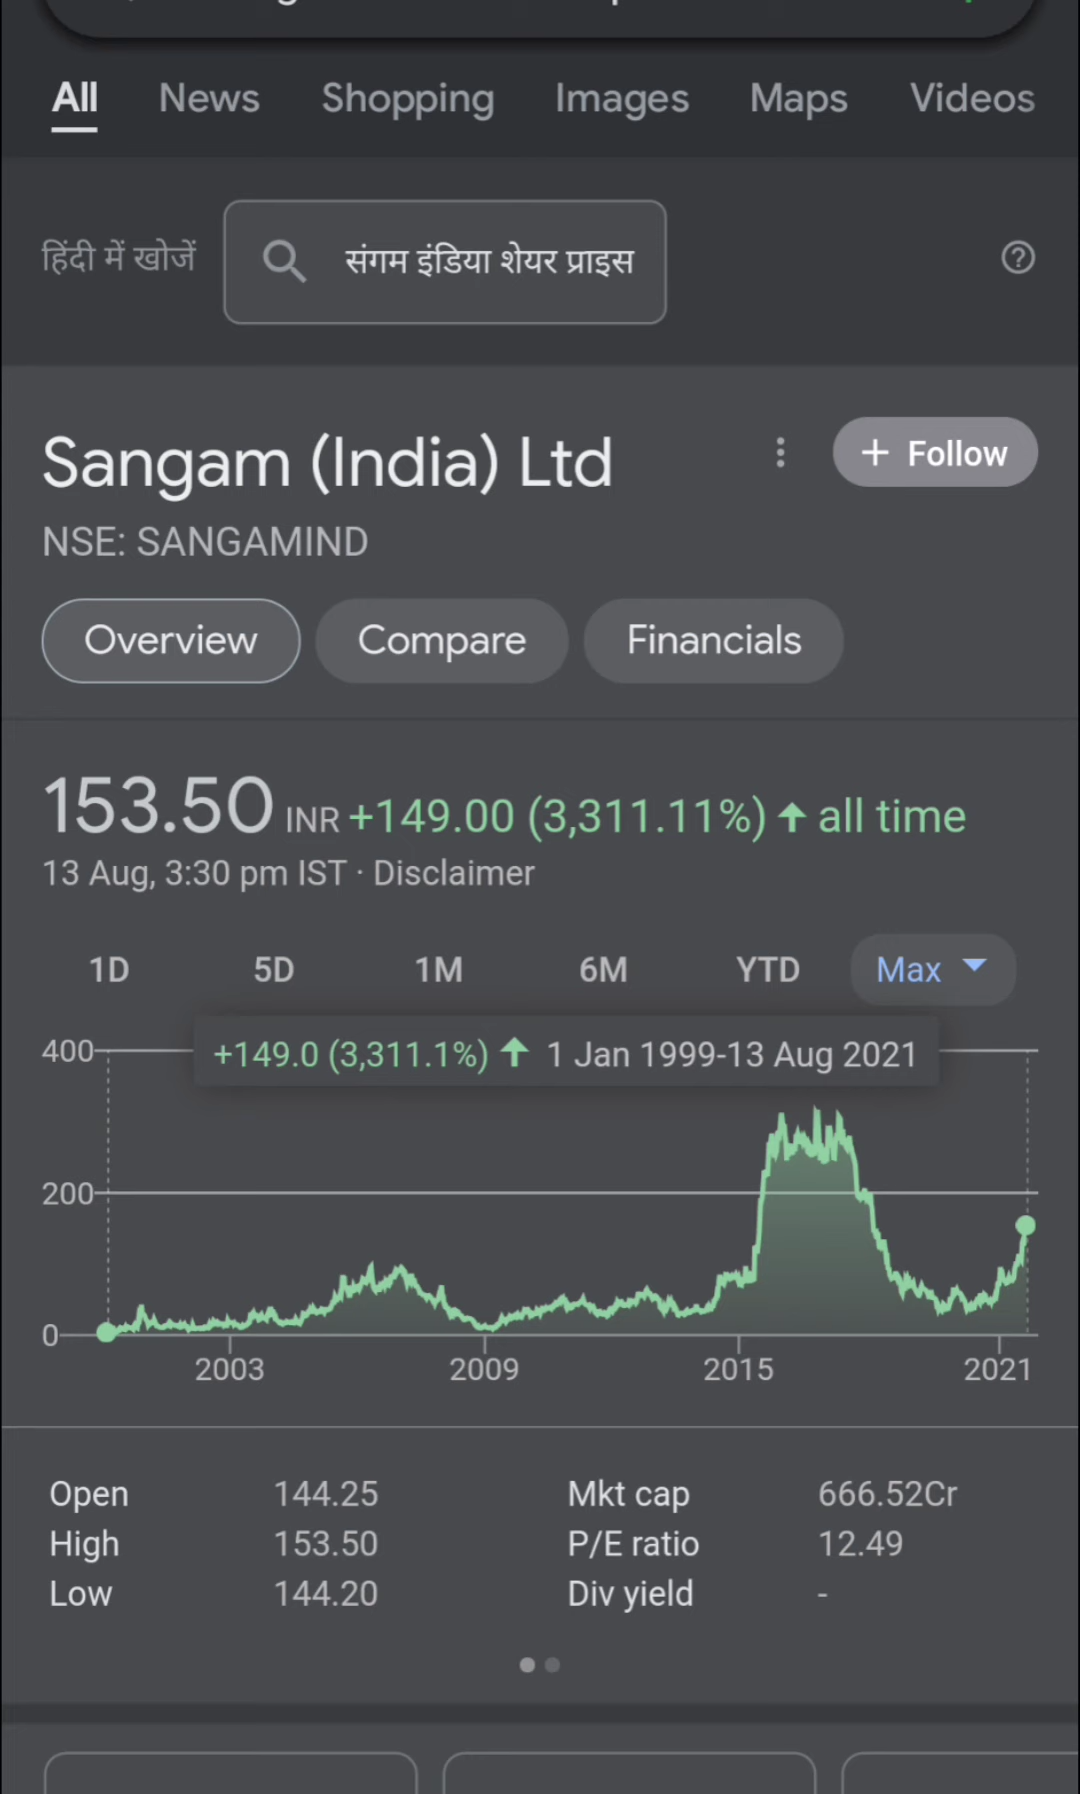 All News Shopping Images Maps Videos
हिंदी में खोजें संगम इंडिया शेयर प्राइस
Sangam (India) Ltd
+ Follow
NSE: SANGAMIND
Overview Compare Financials
153.50 INR +149.00 (3,311.11%) ↑ all time
13 Aug, 3:30 pm IST · Disclaimer
1D 5D 1M 6M YTD Max
+149.0 (3,311.1%) ↑ 1 Jan 1999-13 Aug 2021
400
200
0
2003 2009 2015 2021
Open 144.25 Mkt cap 666.52Cr
High 153.50 P/E ratio 12.49
Low 144.20 Div yield -